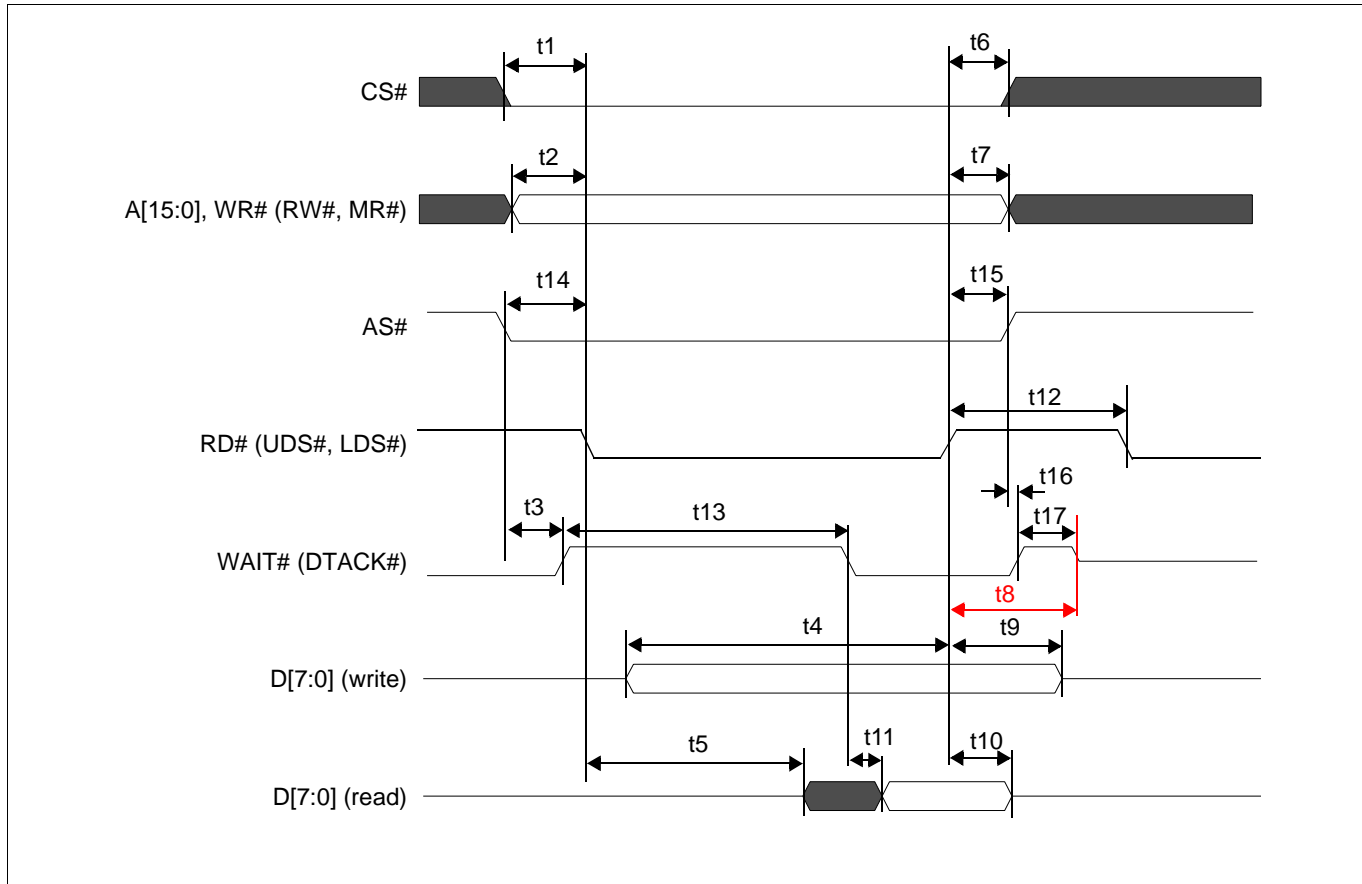 t1
t6
CS#
t2
t7
A[15:0], WR# (RW#, MR#)
t14
t15
AS#
t12
RD# (UDS#, LDS#)
t16
t3
t13
t17
WAIT# (DTACK#)
t8
t4
t9
D[7:0] (write)
t5
t11
t10
D[7:0] (read)